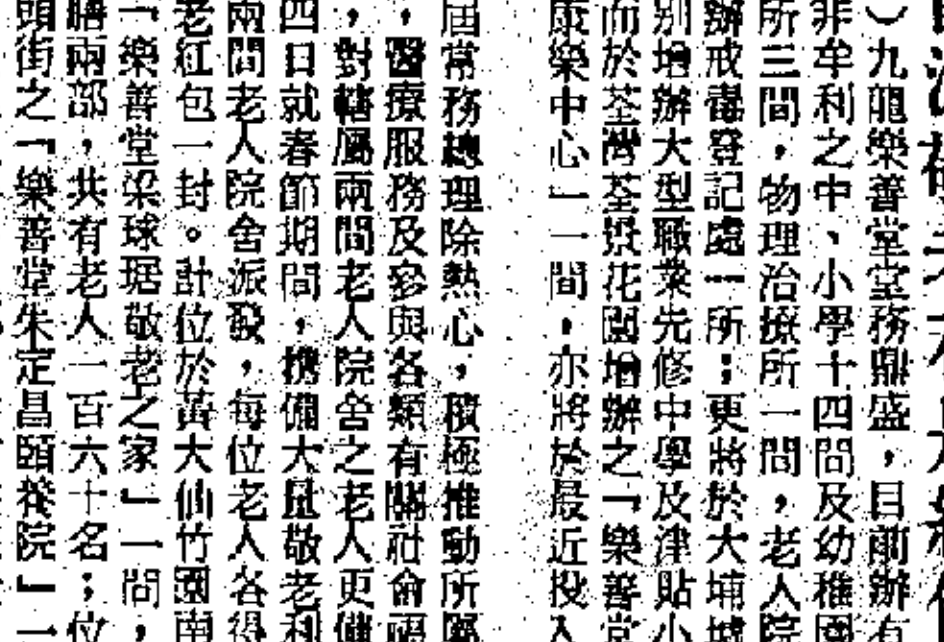 ）九龍樂善堂堂務鼎盛，目前辦有
非牟利之中、小學十四間及幼稚園
所三間，物理治療所一間，老人院
辦戒毒登記處一所；更將於大埔
別增辦大型職業先修中學及津貼小
而於荃灣荃景花園增辦之「樂善堂
康樂中心」一間，亦將於最近投入
屆常務總理除熱心，積極推動所屬
，醫療服務及參與各類有關社會福
，對轄屬兩間老人院舍之老人更備
四日就春節期間，携備大量敬老利
兩間老人院舍派發，每位老人各得
老紅包一封。計位於黃大仙竹園南
「樂善堂梁球琚敬老之家」一間，
膳兩部，共有老人一百六十名；位
頭街之「樂善堂朱定昌頤養院」一